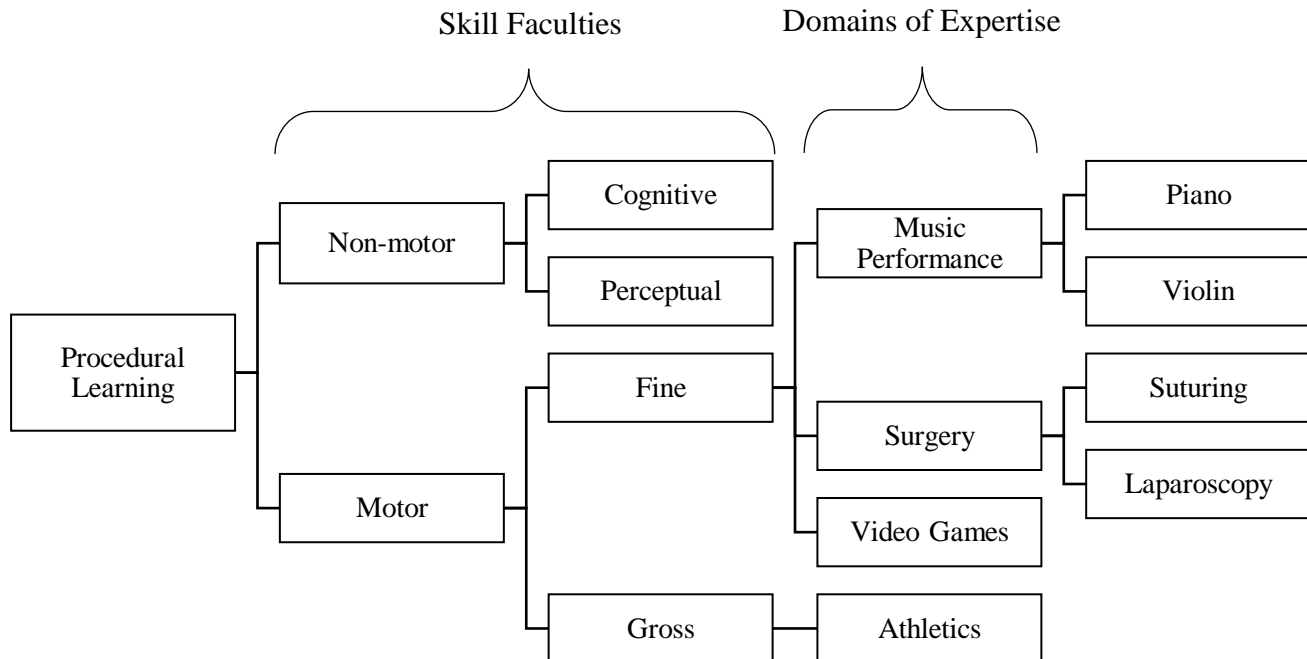 Skill Faculties
Domains of Expertise
Procedural
Learning
Non-motor
Motor
Cognitive
Perceptual
Fine
Gross
Music
Performance
Surgery
Video Games
Athletics
Piano
Violin
Suturing
Laparoscopy